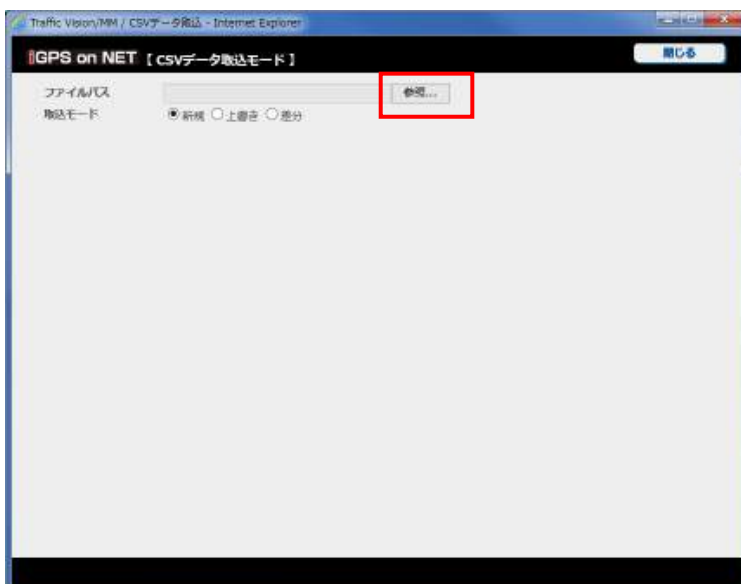 Traffic Vision/MM / CSVデータ取込 - Internet Explorer
iGPS on NET 【 CSVデータ取込モード 】 閉じる
ファイルパス 参照...
取込モード 新規 上書き 差分